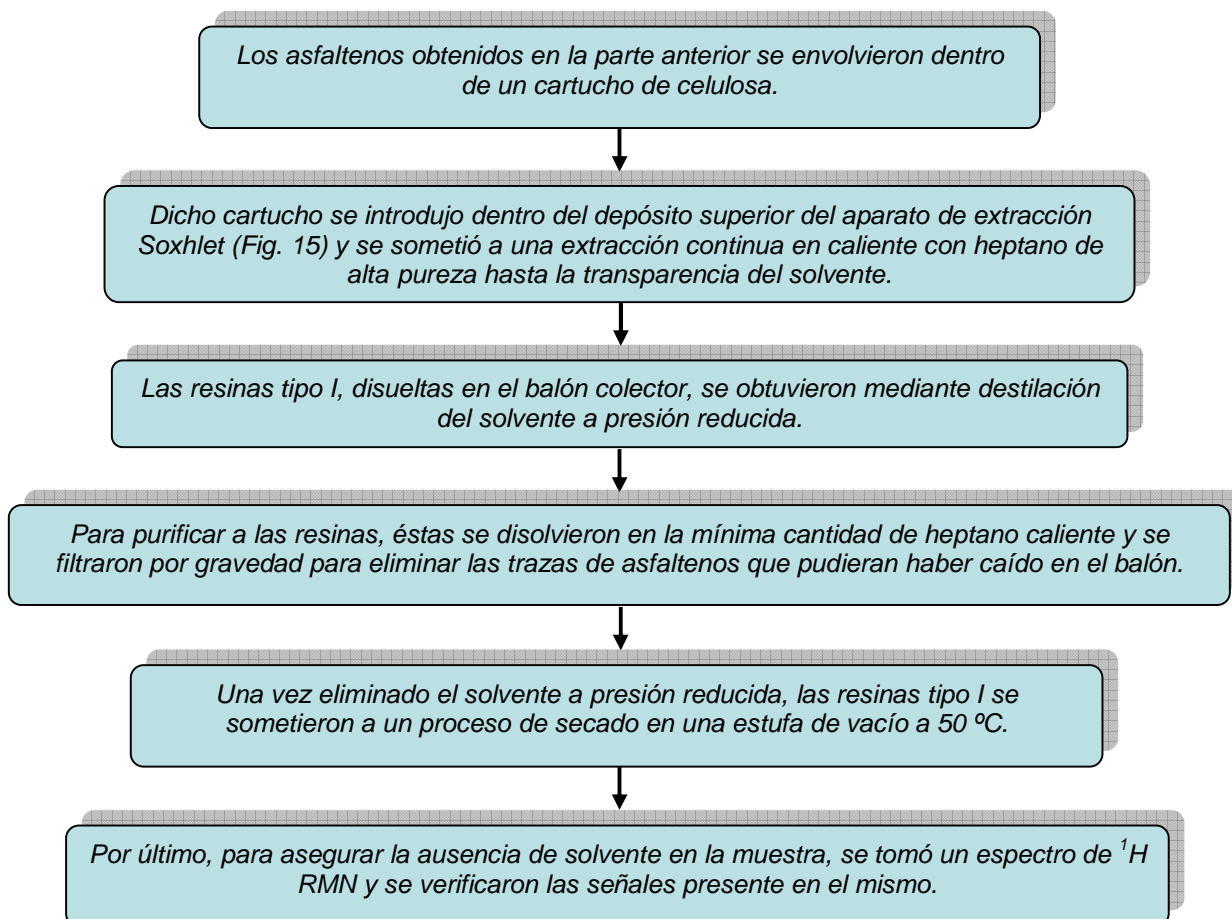 Los asfaltenos obtenidos en la parte anterior se envolvieron dentro
de un cartucho de celulosa.
Dicho cartucho se introdujo dentro del depósito superior del aparato de extracción
Soxhlet (Fig. 15) y se sometió a una extracción continua en caliente con heptano de
alta pureza hasta la transparencia del solvente.
Las resinas tipo I, disueltas en el balón colector, se obtuvieron mediante destilación
del solvente a presión reducida.
Para purificar a las resinas, éstas se disolvieron en la mínima cantidad de heptano caliente y se
filtraron por gravedad para eliminar las trazas de asfaltenos que pudieran haber caído en el balón.
Una vez eliminado el solvente a presión reducida, las resinas tipo I se
sometieron a un proceso de secado en una estufa de vacío a 50 ºC.
Por último, para asegurar la ausencia de solvente en la muestra, se tomó un espectro de ¹H
RMN y se verificaron las señales presente en el mismo.